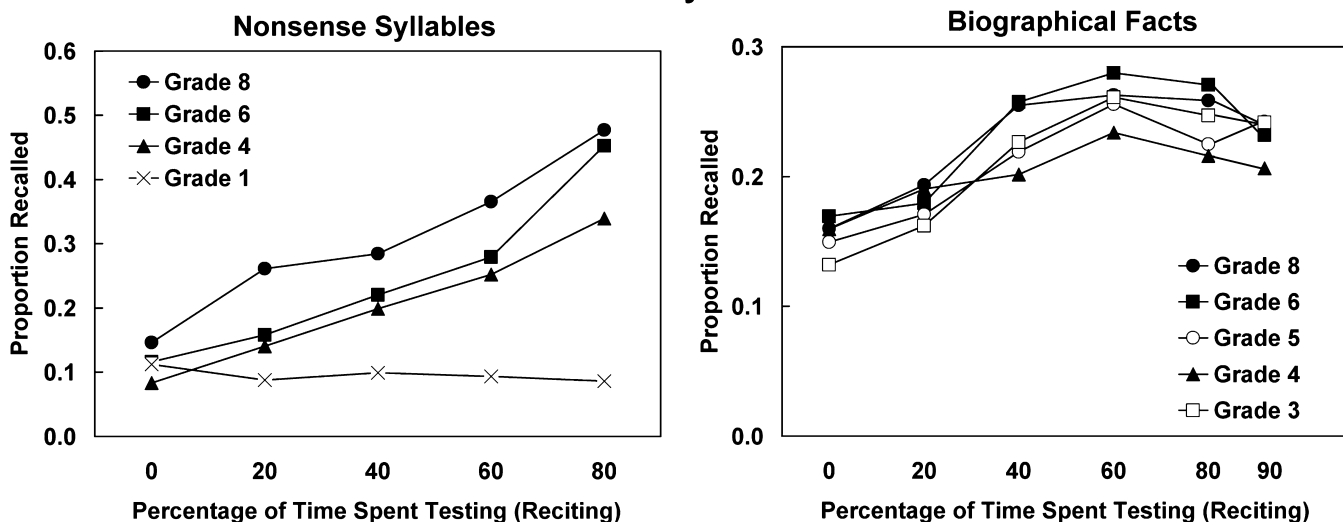 Nonsense Syllables
Proportion Recalled
0.6
0.5
0.4
0.3
0.2
0.1
0.0
Grade 8
Grade 6
Grade 4
Grade 1
0 20 40 60 80
Percentage of Time Spent Testing (Reciting)
Biographical Facts
Proportion Recalled
0.3
0.2
0.1
0.0
Grade 8
Grade 6
Grade 5
Grade 4
Grade 3
0 20 40 60 80 90
Percentage of Time Spent Testing (Reciting)